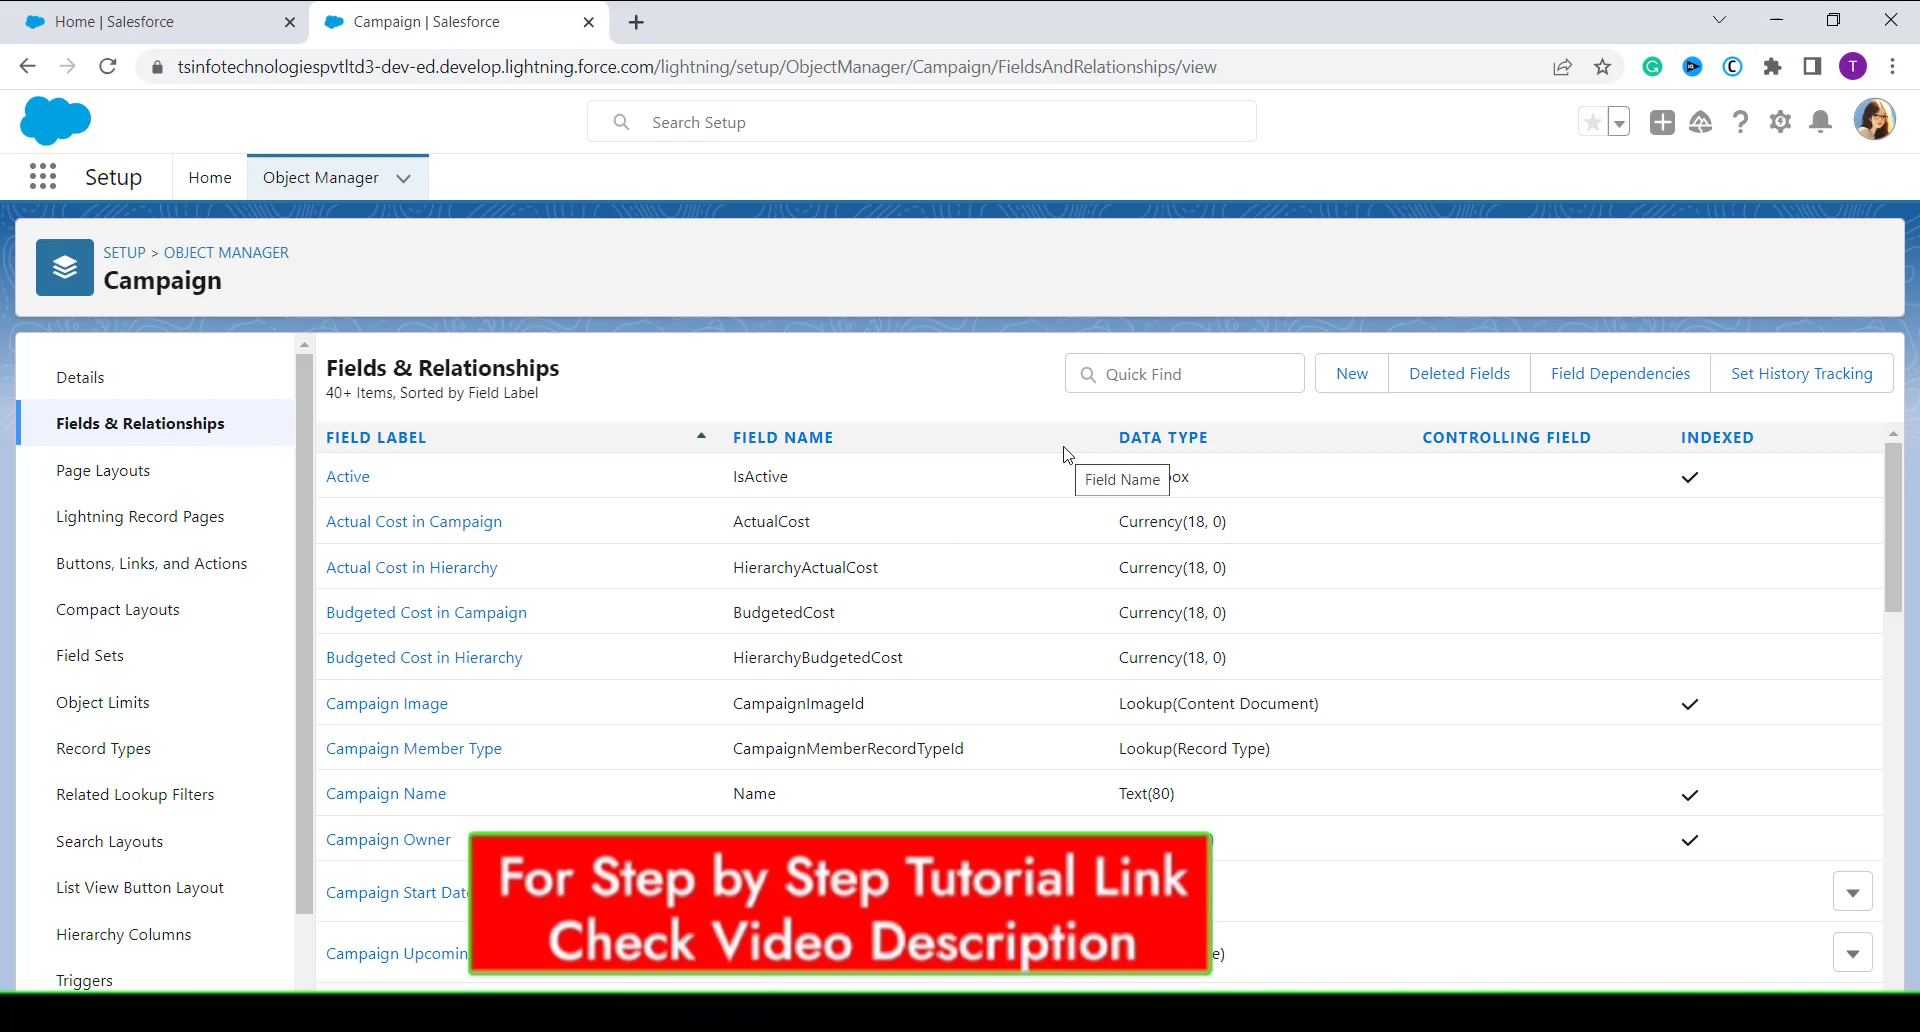 Home | Salesforce
Campaign | Salesforce
tsinfotechnologiespvtltd3-dev-ed.develop.lightning.force.com/lightning/setup/ObjectManager/Campaign/FieldsAndRelationships/view
T
Search Setup
Setup
Home
Object Manager
SETUP > OBJECT MANAGER
Campaign
Details
Fields & Relationships
Page Layouts
Lightning Record Pages
Buttons, Links, and Actions
Compact Layouts
Field Sets
Object Limits
Record Types
Related Lookup Filters
Search Layouts
List View Button Layout
Hierarchy Columns
Triggers
Fields & Relationships
40+ Items, Sorted by Field Label
Quick Find
New
Deleted Fields
Field Dependencies
Set History Tracking
FIELD LABEL FIELD NAME DATA TYPE CONTROLLING FIELD INDEXED
Active IsActive ox
Field Name
Actual Cost in Campaign ActualCost Currency(18, 0)
Actual Cost in Hierarchy HierarchyActualCost Currency(18, 0)
Budgeted Cost in Campaign BudgetedCost Currency(18, 0)
Budgeted Cost in Hierarchy HierarchyBudgetedCost Currency(18, 0)
Campaign Image CampaignImageId Lookup(Content Document)
Campaign Member Type CampaignMemberRecordTypeId Lookup(Record Type)
Campaign Name Name Text(80)
Campaign Owner )
Campaign Start Dat
Campaign Upcomin e)
For Step by Step Tutorial Link
Check Video Description